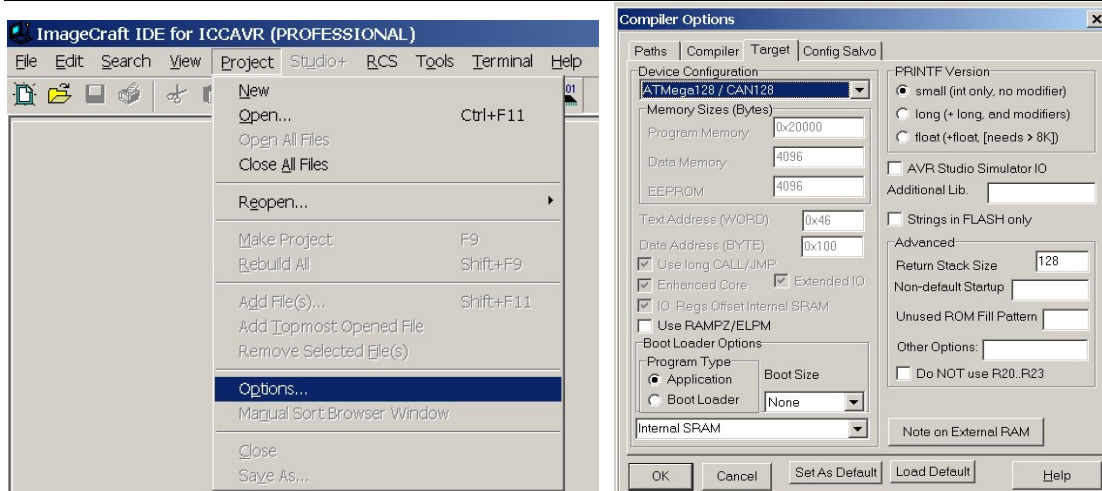 ImageCraft IDE for ICCAVR (PROFESSIONAL)
File Edit Search View Project Studio+ RCS Tools Terminal Help
New
Open... Ctrl+F11
Open All Files
Close All Files
Reopen...
Make Project F9
Rebuild All Shift+F9
Add File(s)... Shift+F11
Add Topmost Opened File
Remove Selected File(s)
Options...
Manual Sort Browser Window
Close
Save As...
01
Compiler Options
Paths Compiler Target Config Salvo
Device Configuration
ATMega128 / CAN128
Memory Sizes (Bytes)
Program Memory 0x20000
Data Memory 4096
EEPROM 4096
Text Address (WORD) 0x46
Data Address (BYTE) 0x100
Use long CALL/JMP
Enhanced Core Extended IO
IO Regs Offset Internal SRAM
Use RAMPZ/ELPM
Boot Loader Options
Program Type
Application
Boot Loader
Boot Size
None
Internal SRAM
PRINTF Version
small (int only, no modifier)
long (+ long, and modifiers)
float (+float, [needs > 8K])
AVR Studio Simulator IO
Additional Lib.
Strings in FLASH only
Advanced
Return Stack Size 128
Non-default Startup
Unused ROM Fill Pattern
Other Options:
Do NOT use R20..R23
Note on External RAM
OK Cancel Set As Default Load Default Help